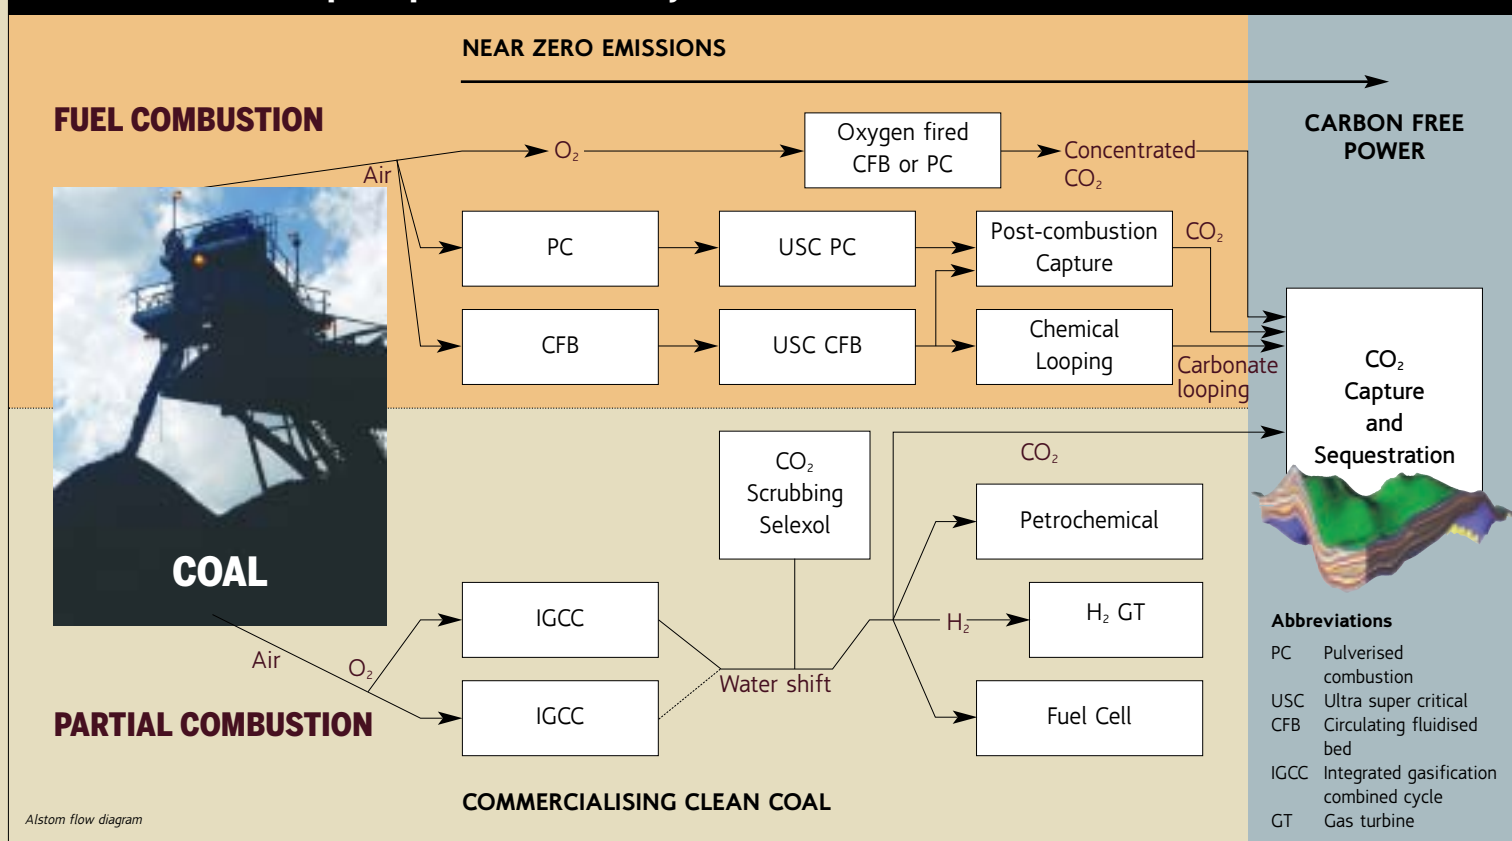 NEAR ZERO EMISSIONS
FUEL COMBUSTION
CARBON FREE
POWER
Air
O₂
Oxygen fired
CFB or PC
Concentrated
CO₂
PC
USC PC
Post-combustion
Capture
CO₂
CFB
USC CFB
Chemical
Looping
Carbonate
looping
CO₂
Capture
and
Sequestration
COAL
CO₂
Scrubbing
Selexol
CO₂
Petrochemical
IGCC
H₂
H₂ GT
Air
O₂
Water shift
IGCC
Fuel Cell
PARTIAL COMBUSTION
COMMERCIALISING CLEAN COAL
Alstom flow diagram
Abbreviations
PC Pulverised
combustion
USC Ultra super critical
CFB Circulating fluidised
bed
IGCC Integrated gasification
combined cycle
GT Gas turbine